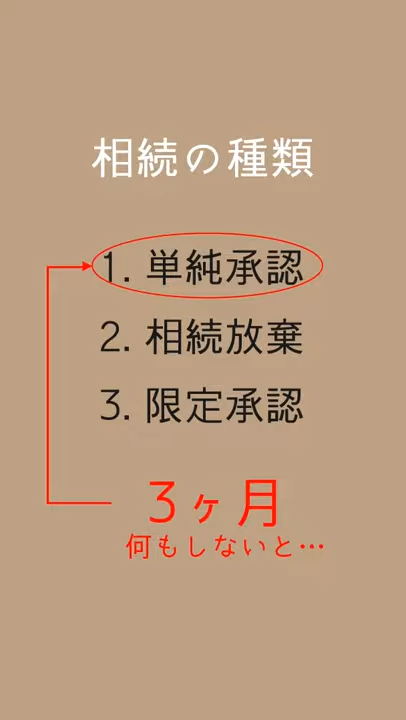 相続の種類
1. 単純承認
2. 相続放棄
3. 限定承認
3ヶ月
何もしないと…